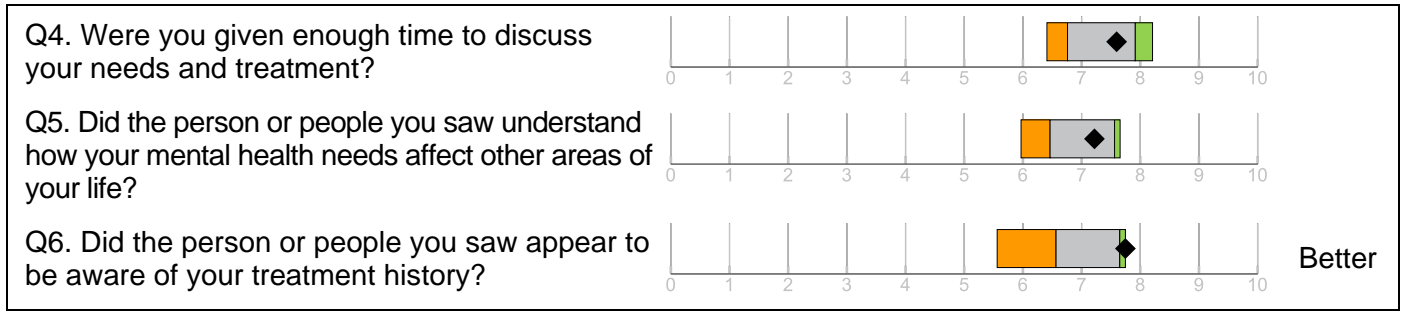 Q4. Were you given enough time to discuss
your needs and treatment?
0 1 2 3 4 5 6 7 8 9 10
Q5. Did the person or people you saw understand
how your mental health needs affect other areas of
your life?
0 1 2 3 4 5 6 7 8 9 10
Q6. Did the person or people you saw appear to
be aware of your treatment history?
0 1 2 3 4 5 6 7 8 9 10
Better